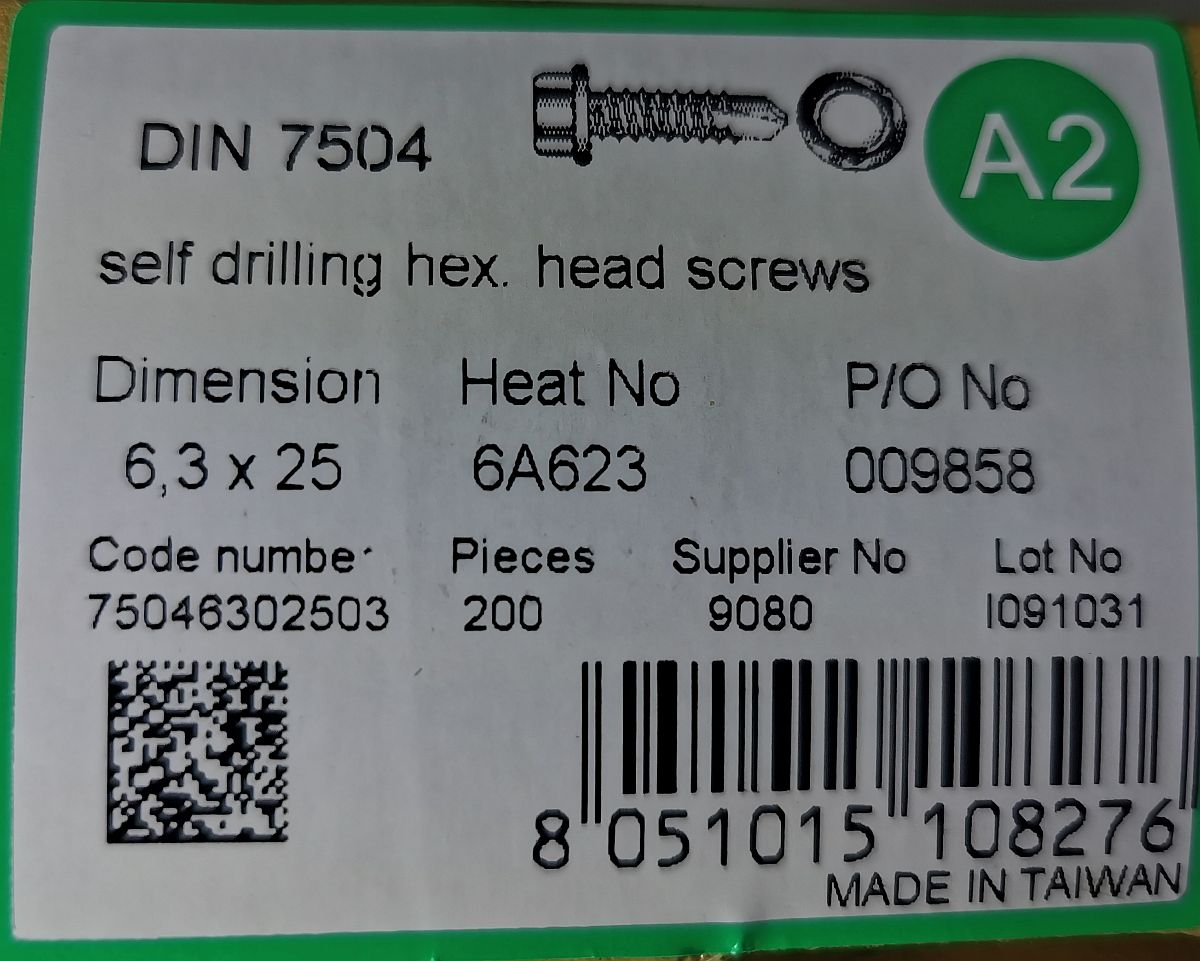 DIN 7504
A2
self drilling hex. head screws
Dimension Heat No P/O No
6,3 x 25 6A623 009858
Code number Pieces Supplier No Lot No
75046302503 200 9080 I091031
8 051015 108276
MADE IN TAIWAN